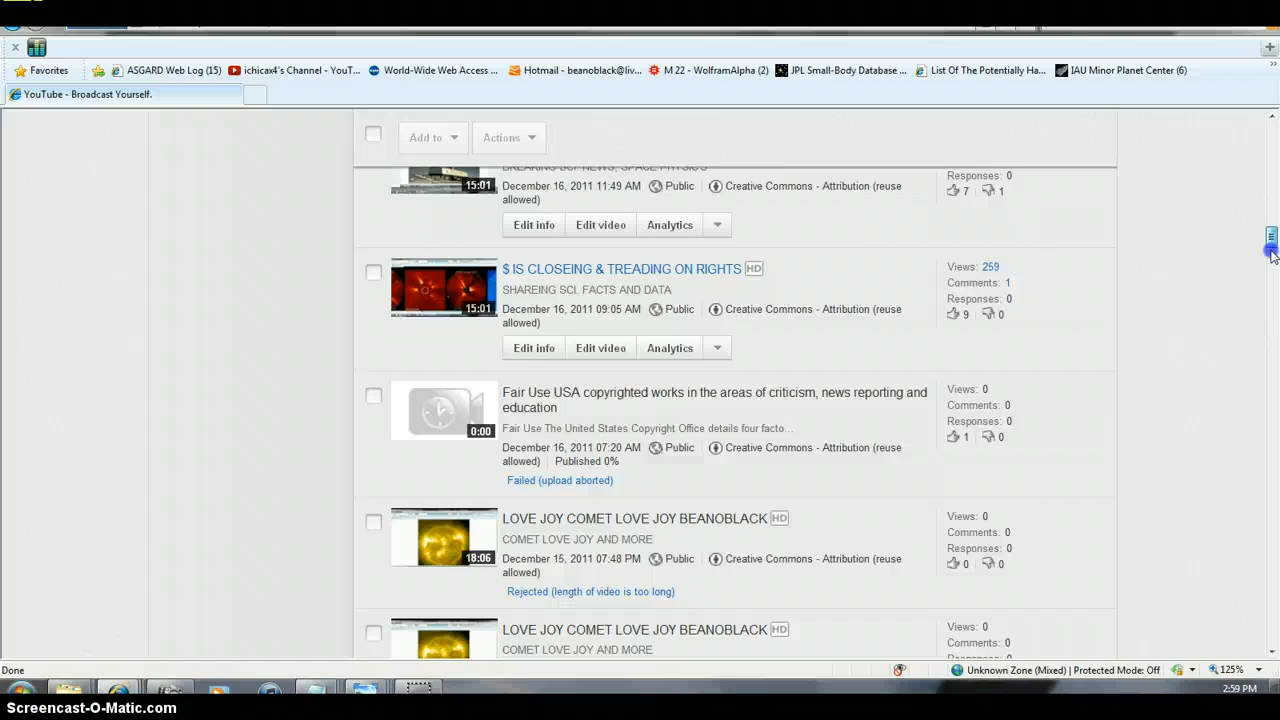 Favorites
ASGARD Web Log (15)
ichicax4's Channel - YouT...
World-Wide Web Access ...
Hotmail - beanoblack@liv...
M 22 - WolframAlpha (2)
JPL Small-Body Database ...
List Of The Potentially Ha...
IAU Minor Planet Center (6)
YouTube - Broadcast Yourself.
Add to
Actions
BREAKING SCI. NEWS, SPACE PHYSICS
15:01
December 16, 2011 11:49 AM Public Creative Commons - Attribution (reuse
allowed)
Responses: 0
7 1
Edit info Edit video Analytics
$ IS CLOSEING & TREADING ON RIGHTS HD
SHAREING SCI. FACTS AND DATA
15:01
December 16, 2011 09:05 AM Public Creative Commons - Attribution (reuse
allowed)
Views: 259
Comments: 1
Responses: 0
9 0
Edit info Edit video Analytics
Fair Use USA copyrighted works in the areas of criticism, news reporting and
education
Fair Use The United States Copyright Office details four facto...
0:00
December 16, 2011 07:20 AM Public Creative Commons - Attribution (reuse
allowed) Published 0%
Failed (upload aborted)
Views: 0
Comments: 0
Responses: 0
1 0
LOVE JOY COMET LOVE JOY BEANOBLACK HD
COMET LOVE JOY AND MORE
18:06
December 15, 2011 07:48 PM Public Creative Commons - Attribution (reuse
allowed)
Rejected (length of video is too long)
Views: 0
Comments: 0
Responses: 0
0 0
LOVE JOY COMET LOVE JOY BEANOBLACK HD
COMET LOVE JOY AND MORE
Views: 0
Comments: 0
Responses: 0
Done
Unknown Zone (Mixed) | Protected Mode: Off
125%
2:59 PM
Screencast-O-Matic.com